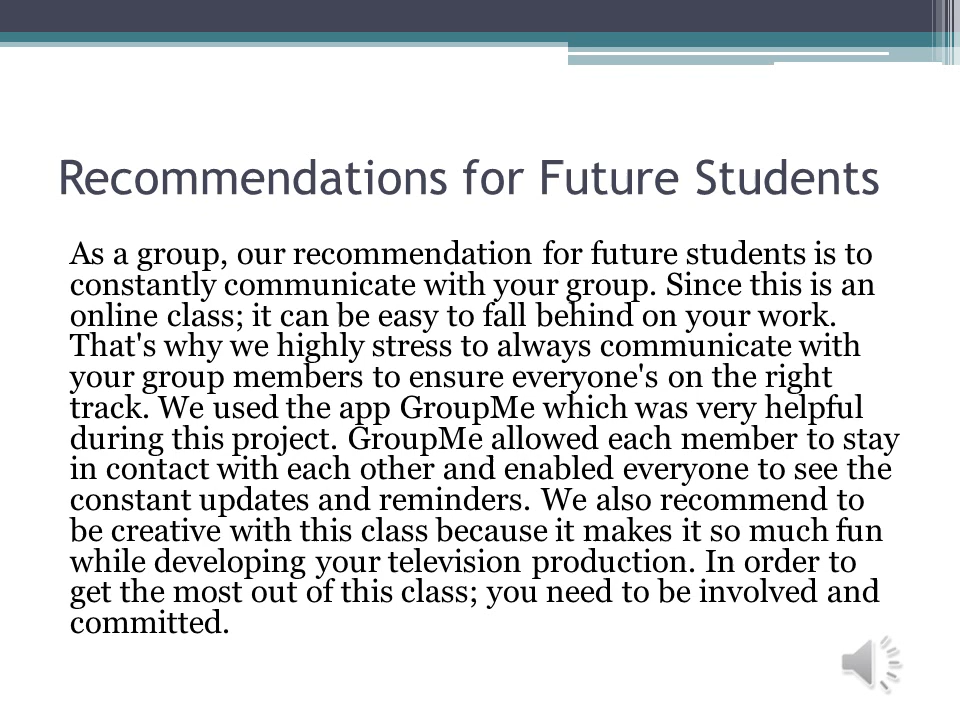 Recommendations for Future Students
As a group, our recommendation for future students is to
constantly communicate with your group. Since this is an
online class; it can be easy to fall behind on your work.
That's why we highly stress to always communicate with
your group members to ensure everyone's on the right
track. We used the app GroupMe which was very helpful
during this project. GroupMe allowed each member to stay
in contact with each other and enabled everyone to see the
constant updates and reminders. We also recommend to
be creative with this class because it makes it so much fun
while developing your television production. In order to
get the most out of this class; you need to be involved and
committed.